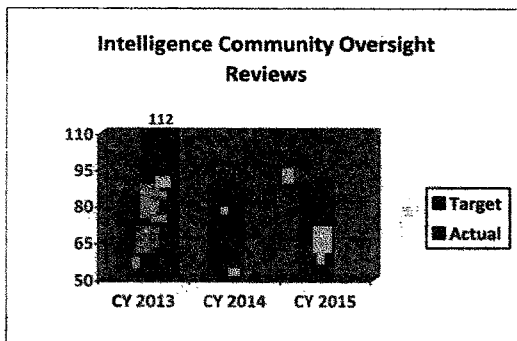 Intelligence Community Oversight
Reviews
112
110
95
80
65
50
CY 2013
CY 2014
CY 2015
Target
Actual